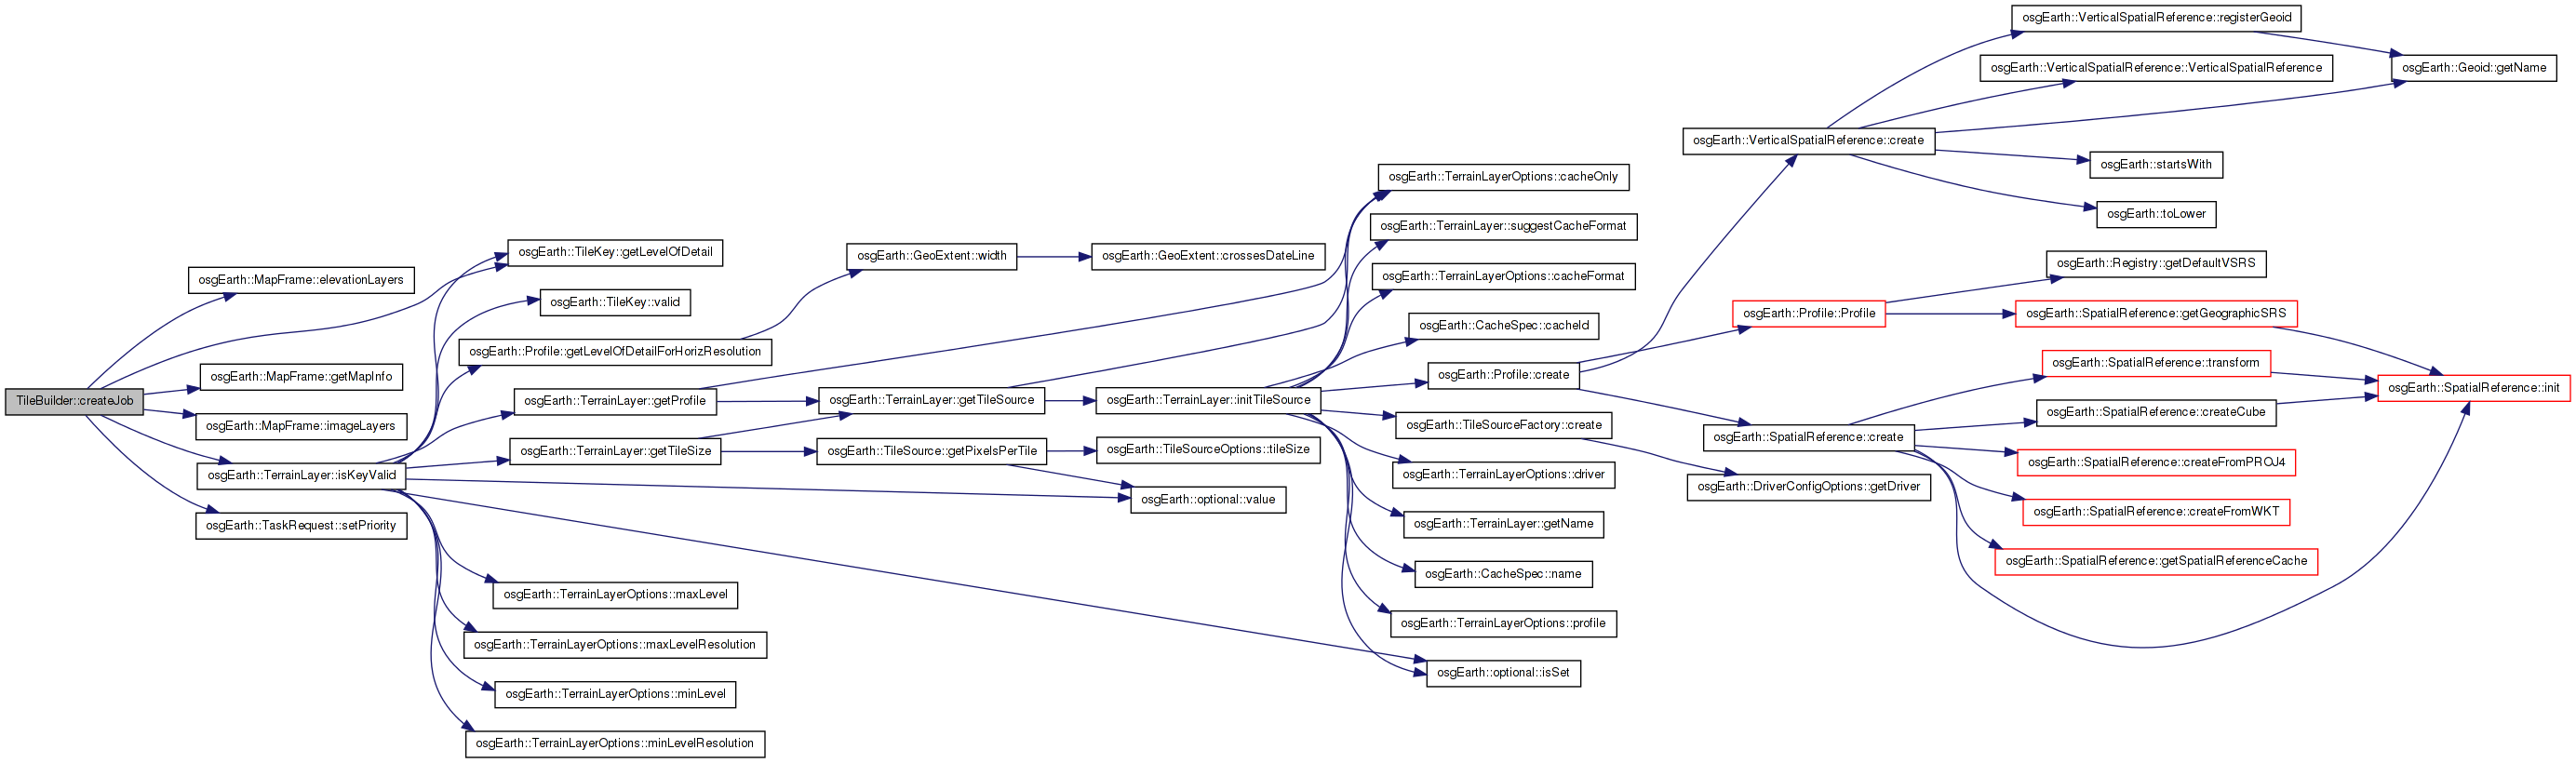 TileBuilder::createJob
osgEarth::MapFrame::elevationLayers
osgEarth::MapFrame::getMapInfo
osgEarth::MapFrame::imageLayers
osgEarth::TerrainLayer::isKeyValid
osgEarth::TaskRequest::setPriority
osgEarth::TileKey::getLevelOfDetail
osgEarth::TileKey::valid
osgEarth::Profile::getLevelOfDetailForHorizResolution
osgEarth::TerrainLayer::getProfile
osgEarth::TerrainLayer::getTileSize
osgEarth::TerrainLayerOptions::maxLevel
osgEarth::TerrainLayerOptions::maxLevelResolution
osgEarth::TerrainLayerOptions::minLevel
osgEarth::TerrainLayerOptions::minLevelResolution
osgEarth::GeoExtent::width
osgEarth::TerrainLayer::getTileSource
osgEarth::TileSource::getPixelsPerTile
osgEarth::GeoExtent::crossesDateLine
osgEarth::TerrainLayer::initTileSource
osgEarth::TileSourceOptions::tileSize
osgEarth::optional::value
osgEarth::TerrainLayerOptions::cacheOnly
osgEarth::TerrainLayer::suggestCacheFormat
osgEarth::TerrainLayerOptions::cacheFormat
osgEarth::CacheSpec::cacheId
osgEarth::Profile::create
osgEarth::TileSourceFactory::create
osgEarth::TerrainLayerOptions::driver
osgEarth::TerrainLayer::getName
osgEarth::CacheSpec::name
osgEarth::TerrainLayerOptions::profile
osgEarth::optional::isSet
osgEarth::VerticalSpatialReference::create
osgEarth::Profile::Profile
osgEarth::SpatialReference::create
osgEarth::DriverConfigOptions::getDriver
osgEarth::VerticalSpatialReference::registerGeoid
osgEarth::VerticalSpatialReference::VerticalSpatialReference
osgEarth::startsWith
osgEarth::toLower
osgEarth::Registry::getDefaultVSRS
osgEarth::SpatialReference::getGeographicSRS
osgEarth::SpatialReference::transform
osgEarth::SpatialReference::createCube
osgEarth::SpatialReference::createFromPROJ4
osgEarth::SpatialReference::createFromWKT
osgEarth::SpatialReference::getSpatialReferenceCache
osgEarth::Geoid::getName
osgEarth::SpatialReference::init